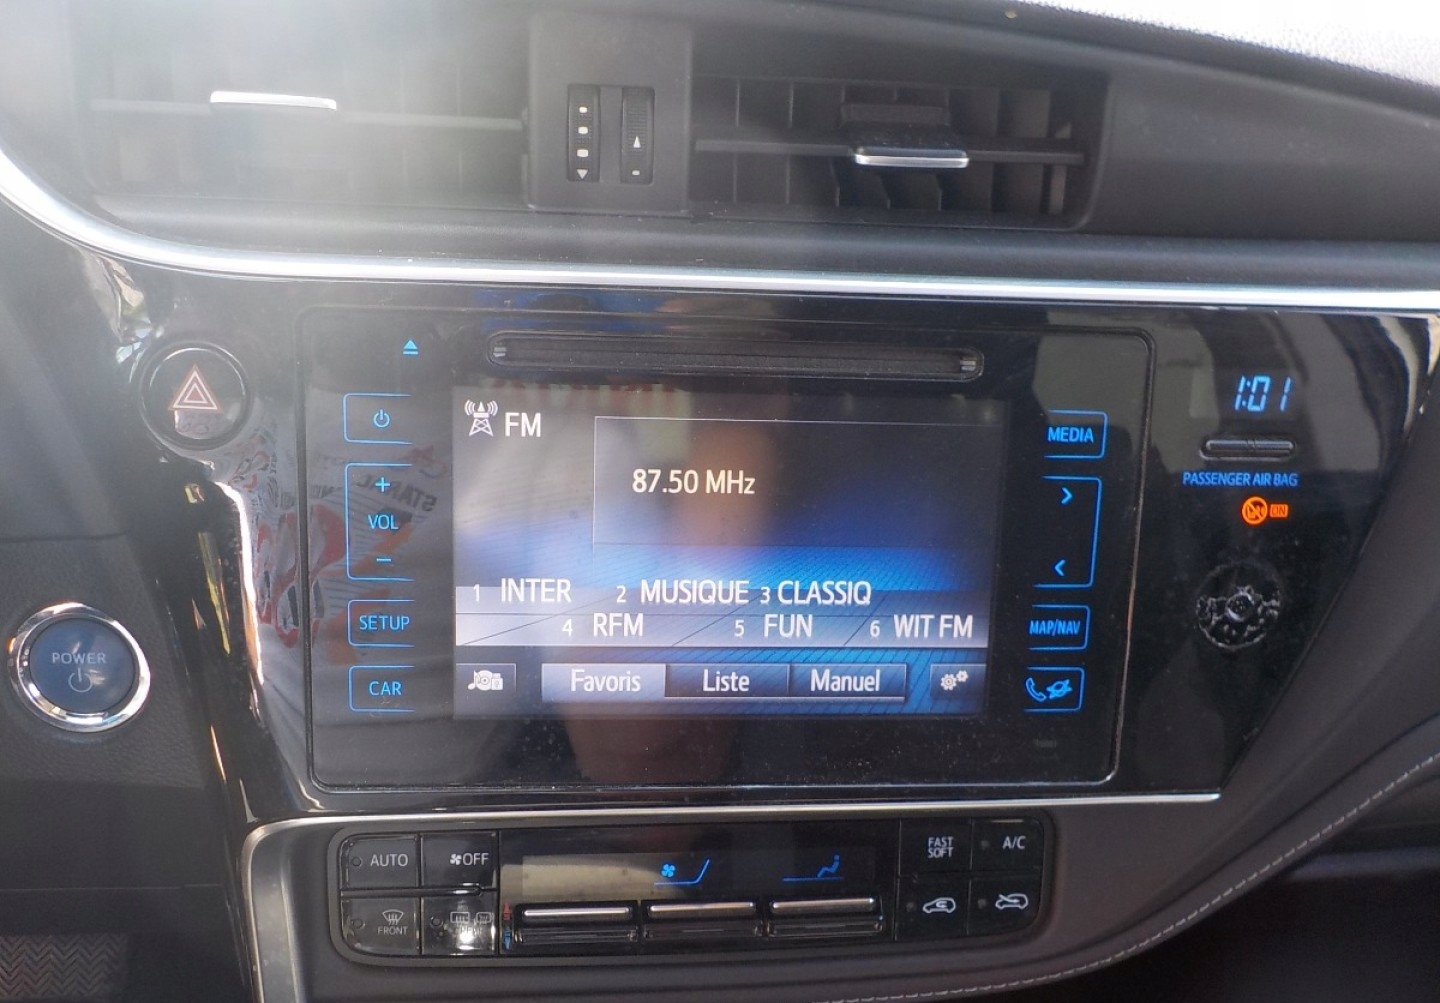 1:01
FM
MEDIA
87.50 MHz
PASSENGER AIR BAG
ON
+
VOL
−
1 INTER 2 MUSIQUE 3 CLASSIQ
4 RFM 5 FUN 6 WIT FM
SETUP
MAP/NAV
POWER
CAR
Favoris Liste Manuel
AUTO
OFF
FAST
SOFT
A/C
FRONT